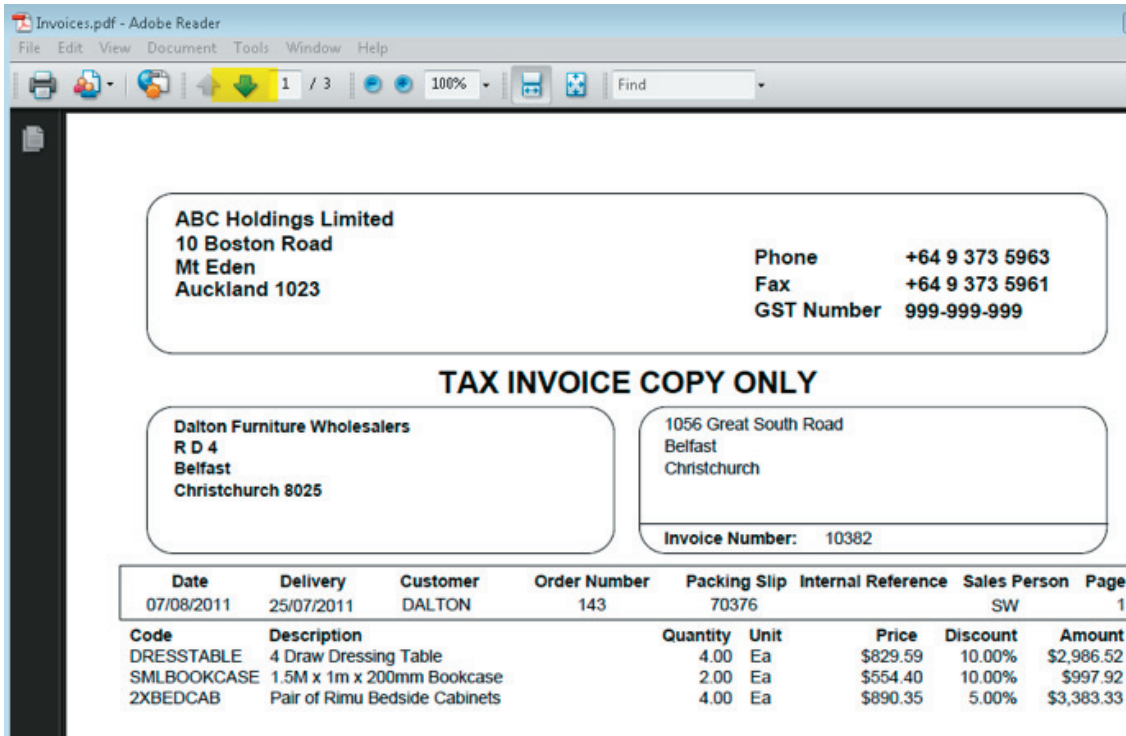 Invoices.pdf - Adobe Reader
File Edit View Document Tools Window Help
1 / 3 100% Find
ABC Holdings Limited
10 Boston Road
Mt Eden
Auckland 1023
Phone +64 9 373 5963
Fax +64 9 373 5961
GST Number 999-999-999
TAX INVOICE COPY ONLY
Dalton Furniture Wholesalers
R D 4
Belfast
Christchurch 8025
1056 Great South Road
Belfast
Christchurch
Invoice Number: 10382
Date Delivery Customer Order Number Packing Slip Internal Reference Sales Person Page
07/08/2011 25/07/2011 DALTON 143 70376 SW 1
Code Description Quantity Unit Price Discount Amount
DRESSTABLE 4 Draw Dressing Table 4.00 Ea $829.59 10.00% $2,986.52
SMLBOOKCASE 1.5M x 1m x 200mm Bookcase 2.00 Ea $554.40 10.00% $997.92
2XBEDCAB Pair of Rimu Bedside Cabinets 4.00 Ea $890.35 5.00% $3,383.33